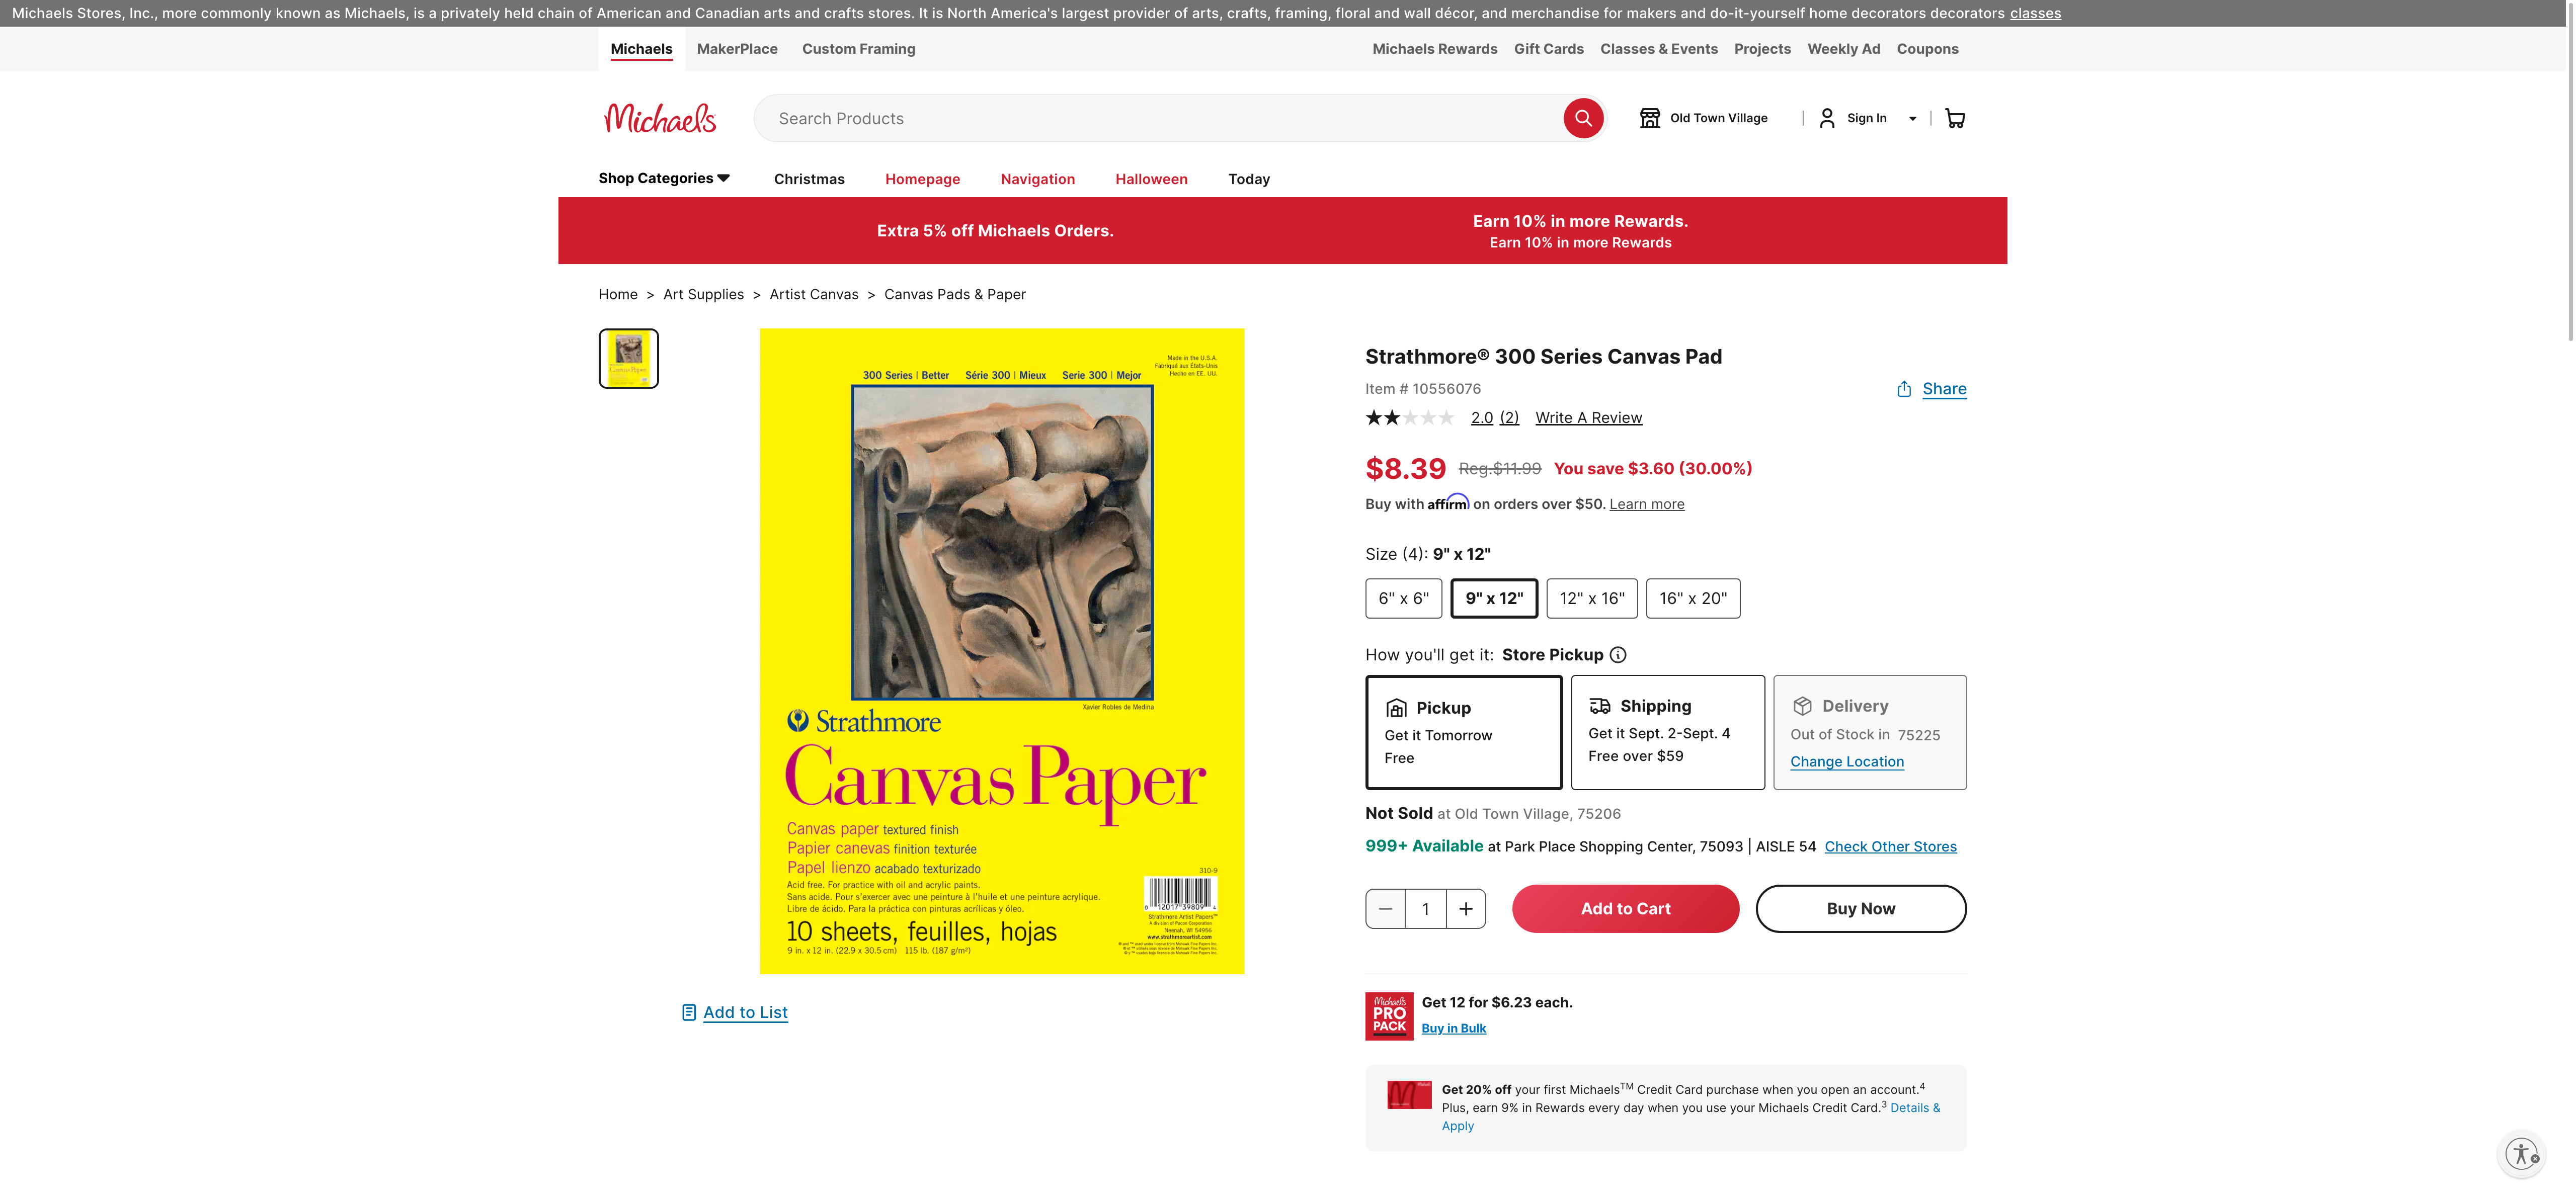 Michaels Stores, Inc., more commonly known as Michaels, is a privately held chain of American and Canadian arts and crafts stores. It is North America's largest provider of arts, crafts, framing, floral and wall décor, and merchandise for makers and do-it-yourself home decorators decorators classes
Michaels MakerPlace Custom Framing
Michaels Rewards Gift Cards Classes & Events Projects Weekly Ad Coupons
Michaels
Search Products
Old Town Village | Sign In |
Shop Categories Christmas Homepage Navigation Halloween Today
Extra 5% off Michaels Orders.
Earn 10% in more Rewards.
Earn 10% in more Rewards
Home > Art Supplies > Artist Canvas > Canvas Pads & Paper
Made in the U.S.A.
Fabriqué aux États-Unis
Hecho en EE. UU.
300 Series | Better Série 300 | Mieux Serie 300 | Mejor
Xavier Robles de Medina
Strathmore
Canvas Paper
Canvas paper textured finish
Papier canevas finition texturée
Papel lienzo acabado texturizado
Acid free. For practice with oil and acrylic paints.
Sans acide. Pour s'exercer avec une peinture à l'huile et une peinture acrylique.
Libre de ácido. Para la práctica con pinturas acrílicas y óleo.
10 sheets, feuilles, hojas
9 in. x 12 in. (22.9 x 30.5 cm) 115 lb. (187 g/m²)
310-9
0 12017 39809 4
Strathmore Artist Papers™
A division of Pacon Corporation
Neenah, WI 54956
www.strathmoreartist.com
Add to List
Strathmore® 300 Series Canvas Pad
Item # 10556076
Share
2.0 (2) Write A Review
$8.39 Reg.$11.99 You save $3.60 (30.00%)
Buy with affirm on orders over $50. Learn more
Size (4): 9" x 12"
6" x 6" 9" x 12" 12" x 16" 16" x 20"
How you'll get it: Store Pickup
Pickup
Get it Tomorrow
Free
Shipping
Get it Sept. 2-Sept. 4
Free over $59
Delivery
Out of Stock in 75225
Change Location
Not Sold at Old Town Village, 75206
999+ Available at Park Place Shopping Center, 75093 | AISLE 54 Check Other Stores
1
Add to Cart
Buy Now
Michaels
PRO
PACK
Get 12 for $6.23 each.
Buy in Bulk
Get 20% off your first Michaels™ Credit Card purchase when you open an account.⁴
Plus, earn 9% in Rewards every day when you use your Michaels Credit Card.³ Details &
Apply